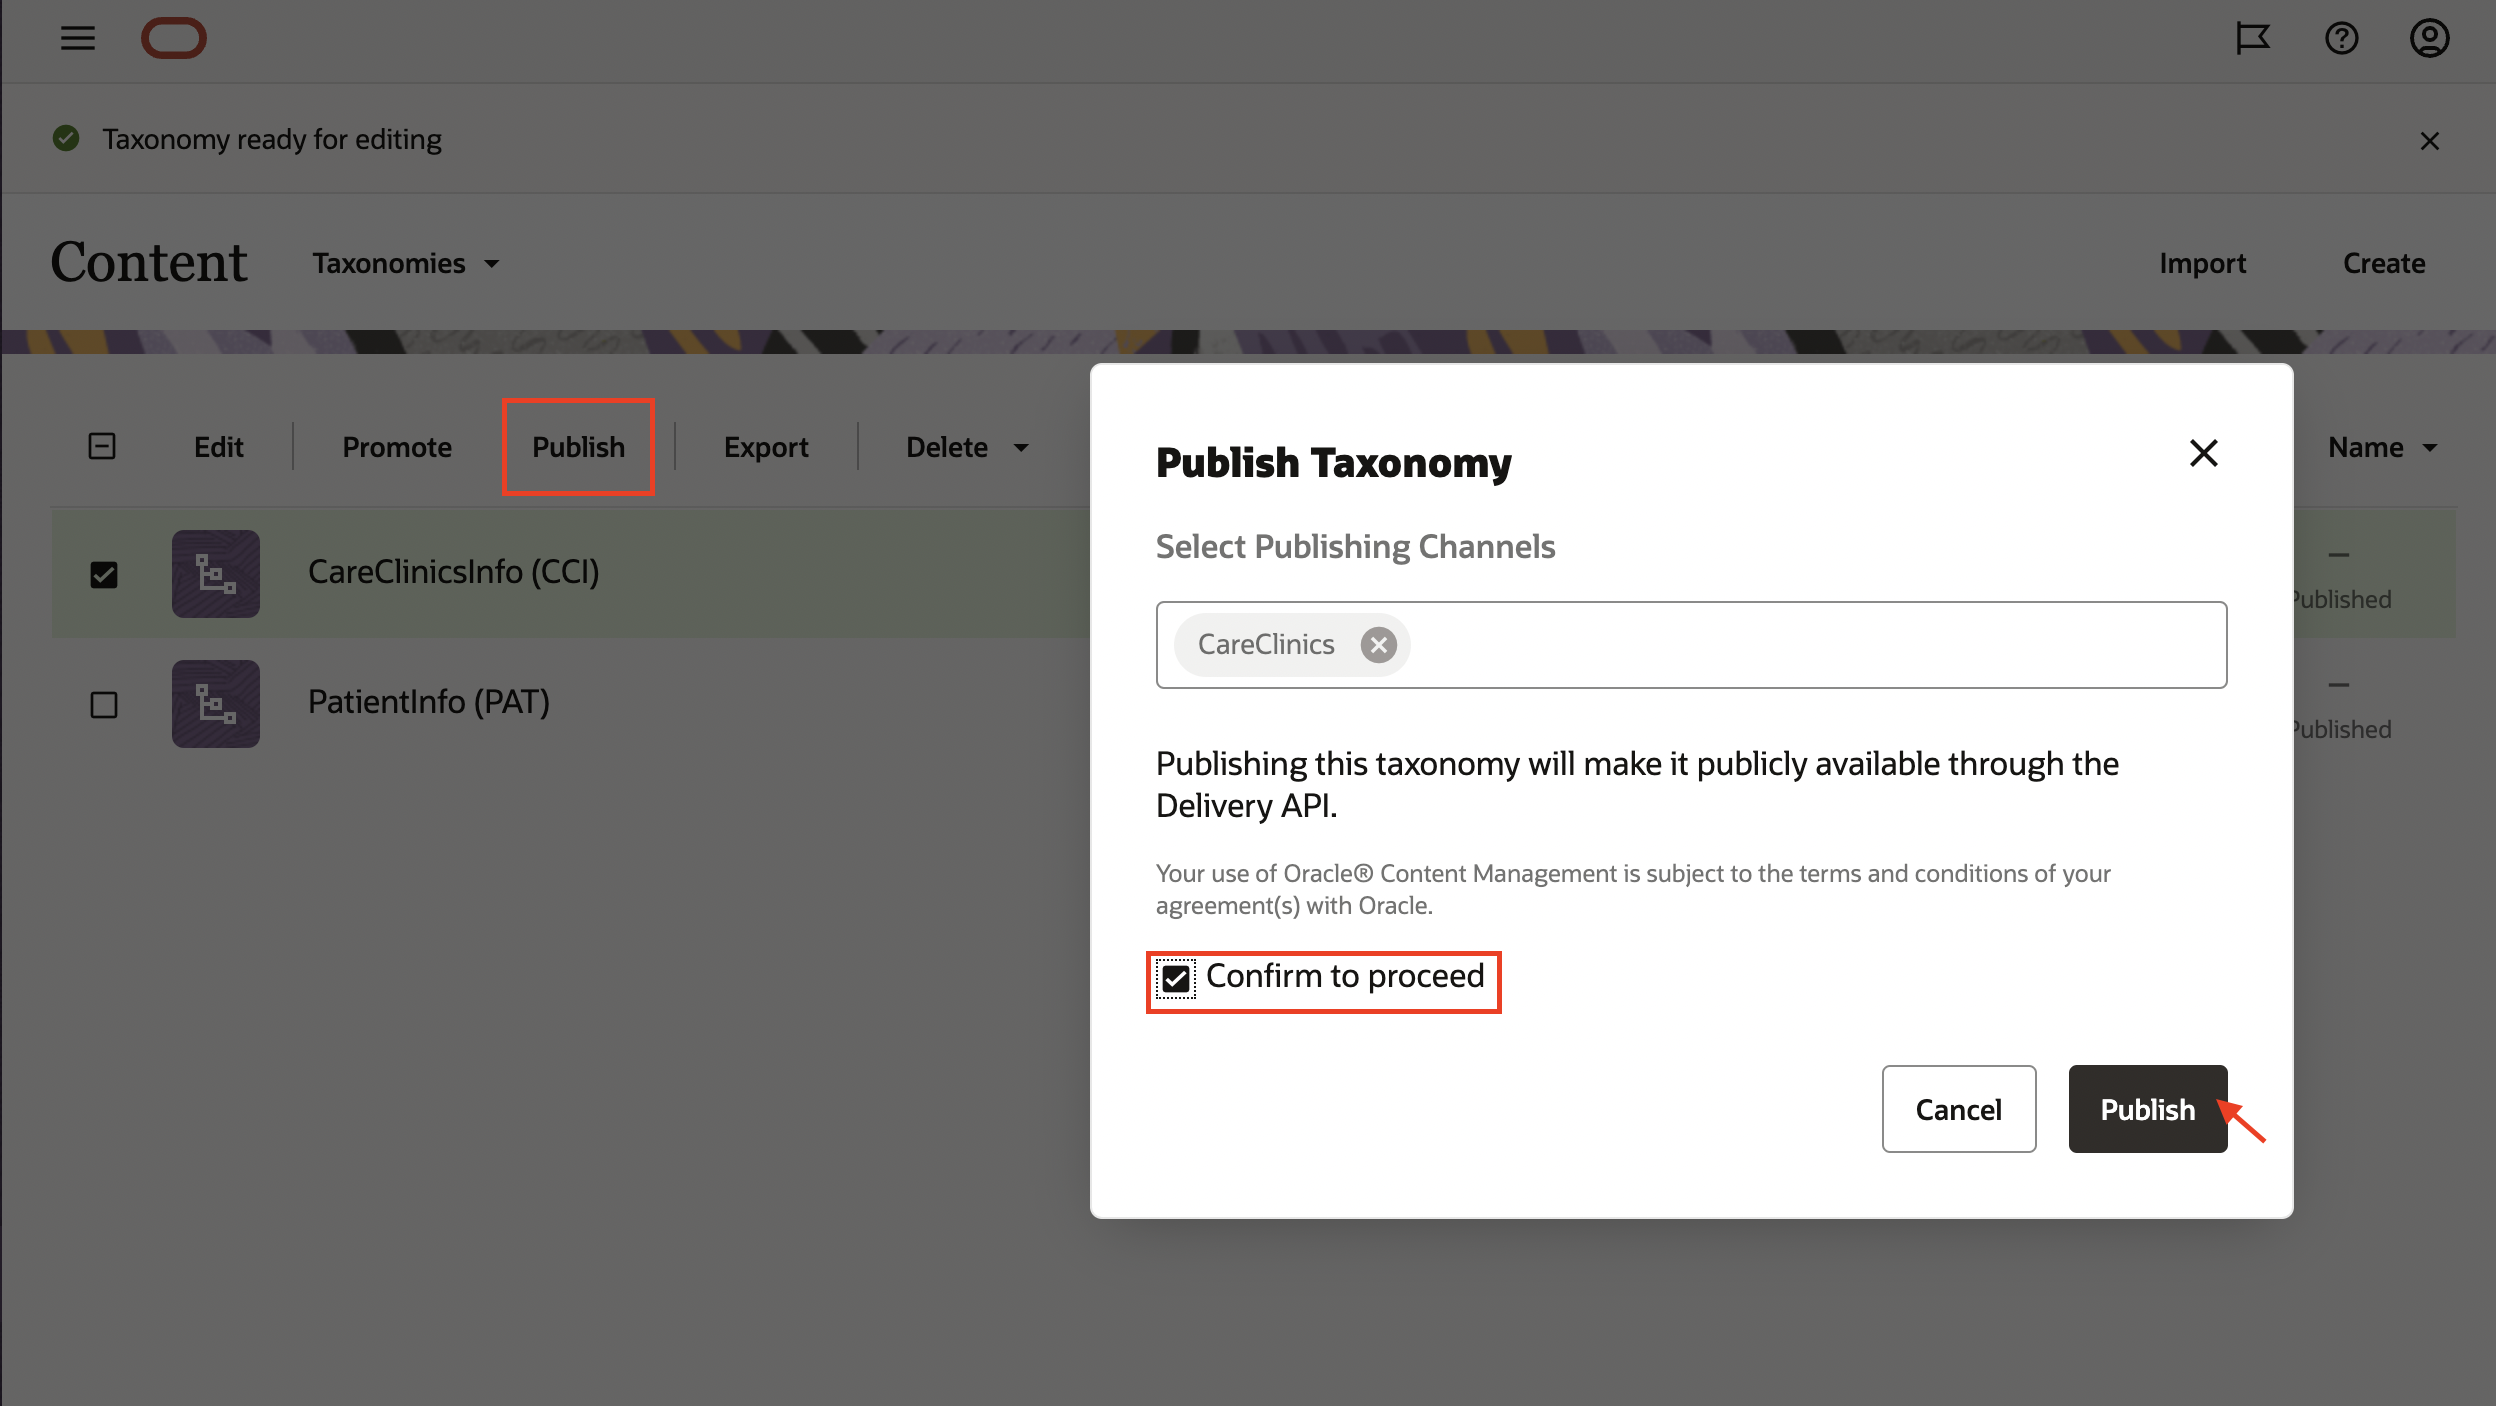 Taxonomy ready for editing
Content Taxonomies Import Create
Edit Promote Publish Export Delete Name
CareClinicsInfo (CCI)
Published
PatientInfo (PAT)
Published
Publish Taxonomy
Select Publishing Channels
CareClinics
Publishing this taxonomy will make it publicly available through the
Delivery API.
Your use of Oracle® Content Management is subject to the terms and conditions of your
agreement(s) with Oracle.
Confirm to proceed
Cancel Publish